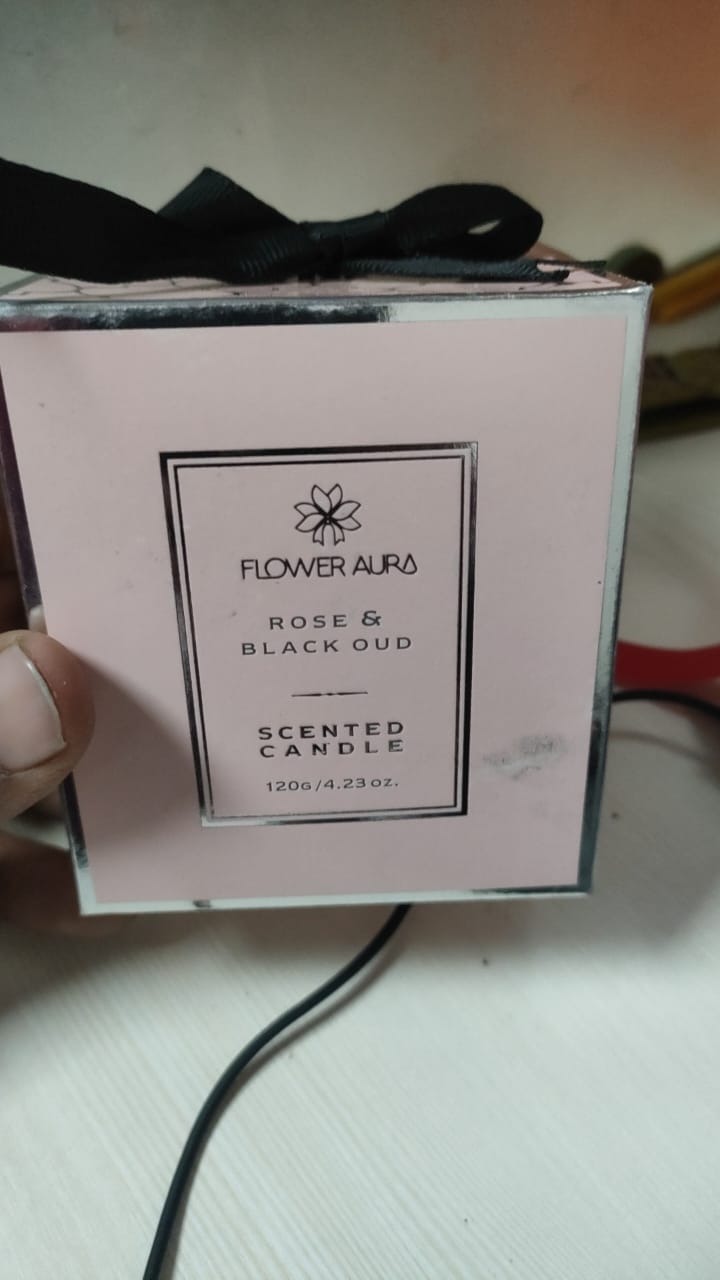 FLOWER AURA
ROSE &
BLACK OUD
SCENTED
CANDLE
120G/4.23 OZ.